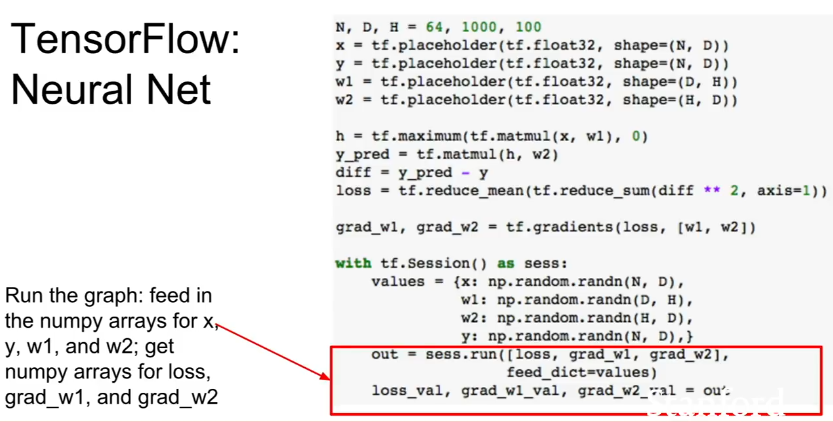 TensorFlow:
Neural Net
N, D, H = 64, 1000, 100
x = tf.placeholder(tf.float32, shape=(N, D))
y = tf.placeholder(tf.float32, shape=(N, D))
w1 = tf.placeholder(tf.float32, shape=(D, H))
w2 = tf.placeholder(tf.float32, shape=(H, D))
h = tf.maximum(tf.matmul(x, w1), 0)
y_pred = tf.matmul(h, w2)
diff = y_pred - y
loss = tf.reduce_mean(tf.reduce_sum(diff ** 2, axis=1))
grad_w1, grad_w2 = tf.gradients(loss, [w1, w2])
with tf.Session() as sess:
    values = {x: np.random.randn(N, D),
              w1: np.random.randn(D, H),
              w2: np.random.randn(H, D),
              y: np.random.randn(N, D),}
    out = sess.run([loss, grad_w1, grad_w2],
                   feed_dict=values)
    loss_val, grad_w1_val, grad_w2_val = out
Run the graph: feed in
the numpy arrays for x,
y, w1, and w2; get
numpy arrays for loss,
grad_w1, and grad_w2
Stanford